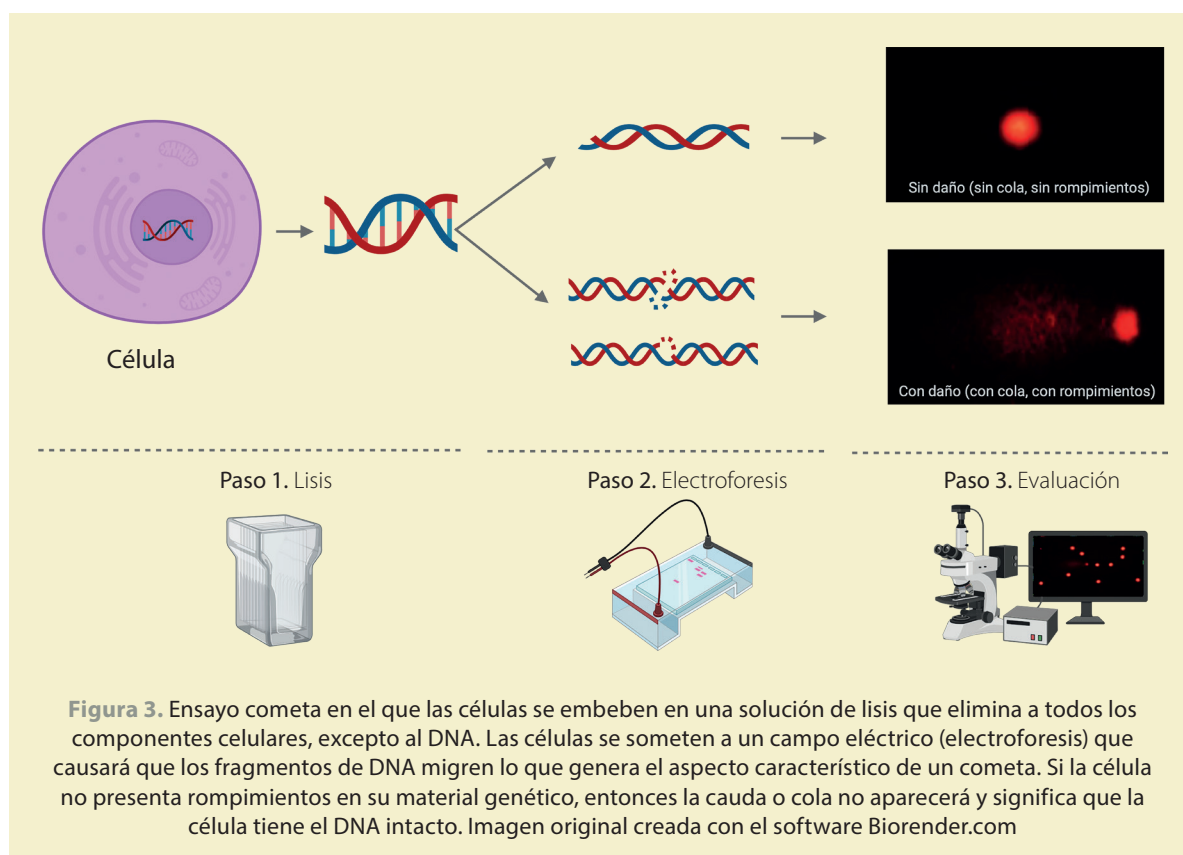 Sin daño (sin cola, sin rompimientos)
Célula
Con daño (con cola, con rompimientos)
Paso 1. Lisis
Paso 2. Electroforesis
Paso 3. Evaluación
Figura 3. Ensayo cometa en el que las células se embeben en una solución de lisis que elimina a todos los
componentes celulares, excepto al DNA. Las células se someten a un campo eléctrico (electroforesis) que
causará que los fragmentos de DNA migren lo que genera el aspecto característico de un cometa. Si la célula
no presenta rompimientos en su material genético, entonces la cauda o cola no aparecerá y significa que la
célula tiene el DNA intacto. Imagen original creada con el software Biorender.com